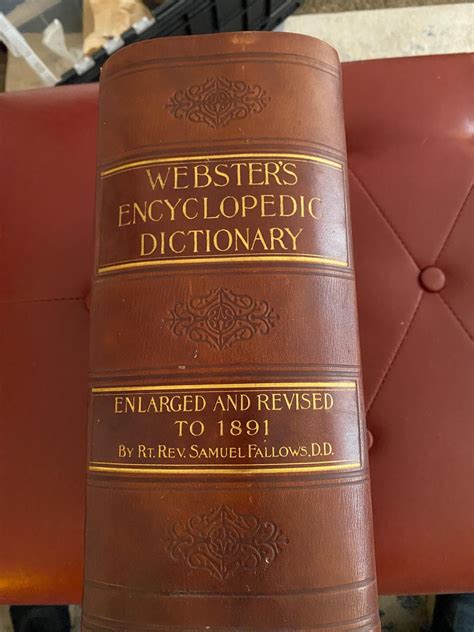 WEBSTER'S
ENCYCLOPEDIC
DICTIONARY
ENLARGED AND REVISED
TO 1891
BY RT. REV. SAMUEL FALLOWS, D.D.